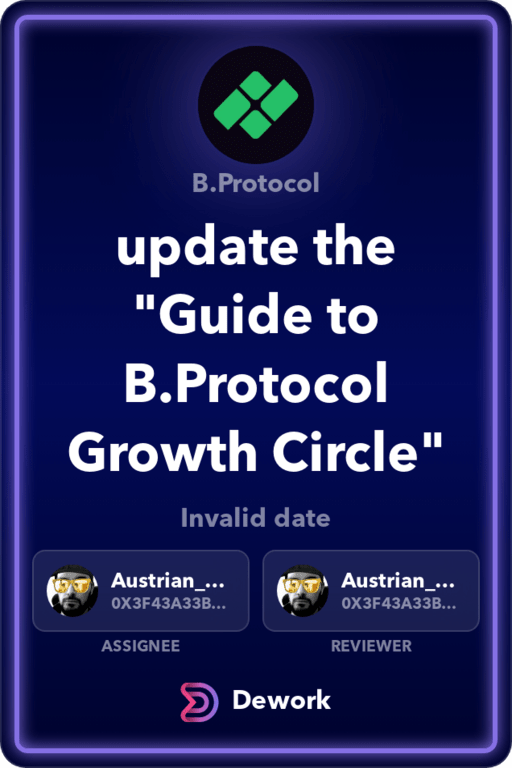 B.Protocol
update the
"Guide to
B.Protocol
Growth Circle"
Invalid date
Austrian_...
0X3F43A33B...
ASSIGNEE
Austrian_...
0X3F43A33B...
REVIEWER
Dework